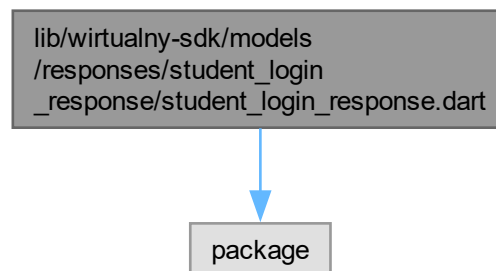 lib/wirtualny-sdk/models
/responses/student_login
_response/student_login_response.dart
package